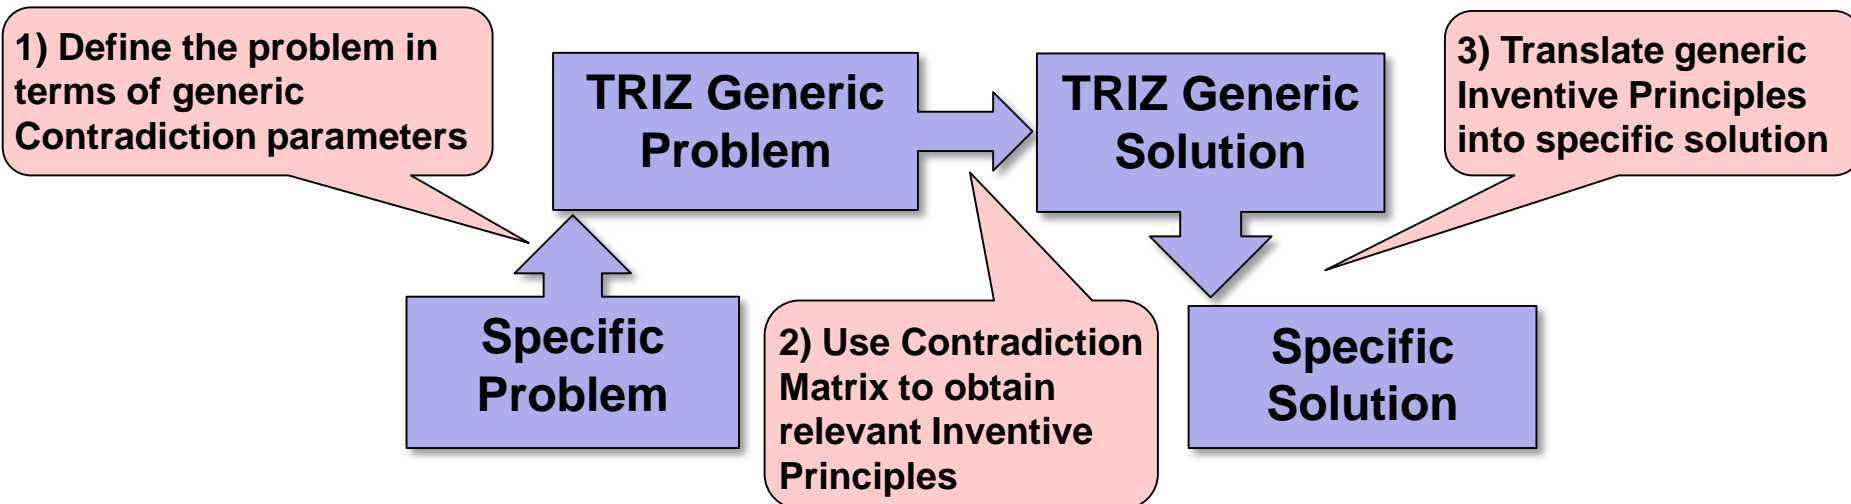 1) Define the problem in
terms of generic
Contradiction parameters
TRIZ Generic
Problem
TRIZ Generic
Solution
3) Translate generic
Inventive Principles
into specific solution
Specific
Problem
2) Use Contradiction
Matrix to obtain
relevant Inventive
Principles
Specific
Solution